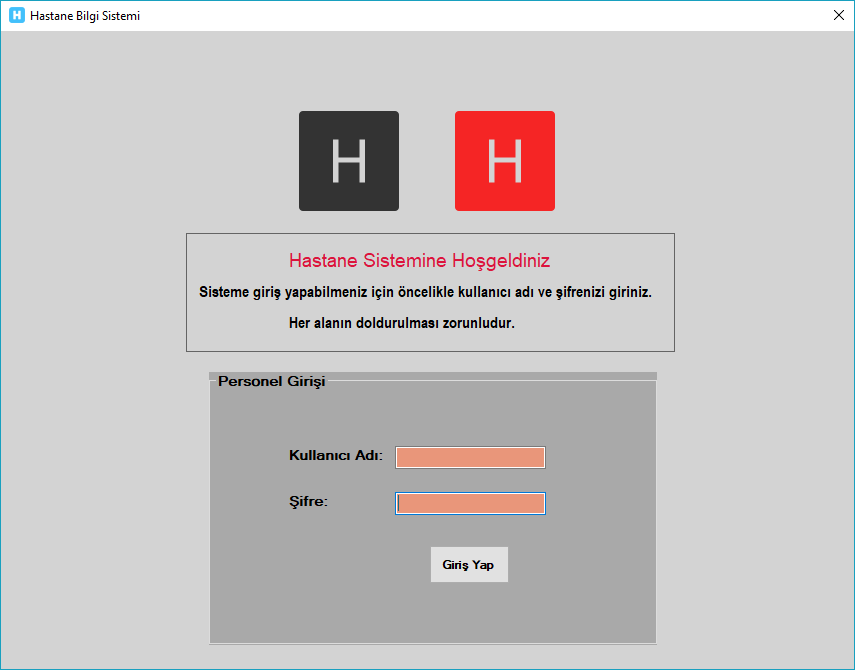 Hastane Bilgi Sistemi
H H
Hastane Sistemine Hoşgeldiniz
Sisteme giriş yapabilmeniz için öncelikle kullanıcı adı ve şifrenizi giriniz.
Her alanın doldurulması zorunludur.
Personel Girişi
Kullanıcı Adı:
Şifre:
Giriş Yap